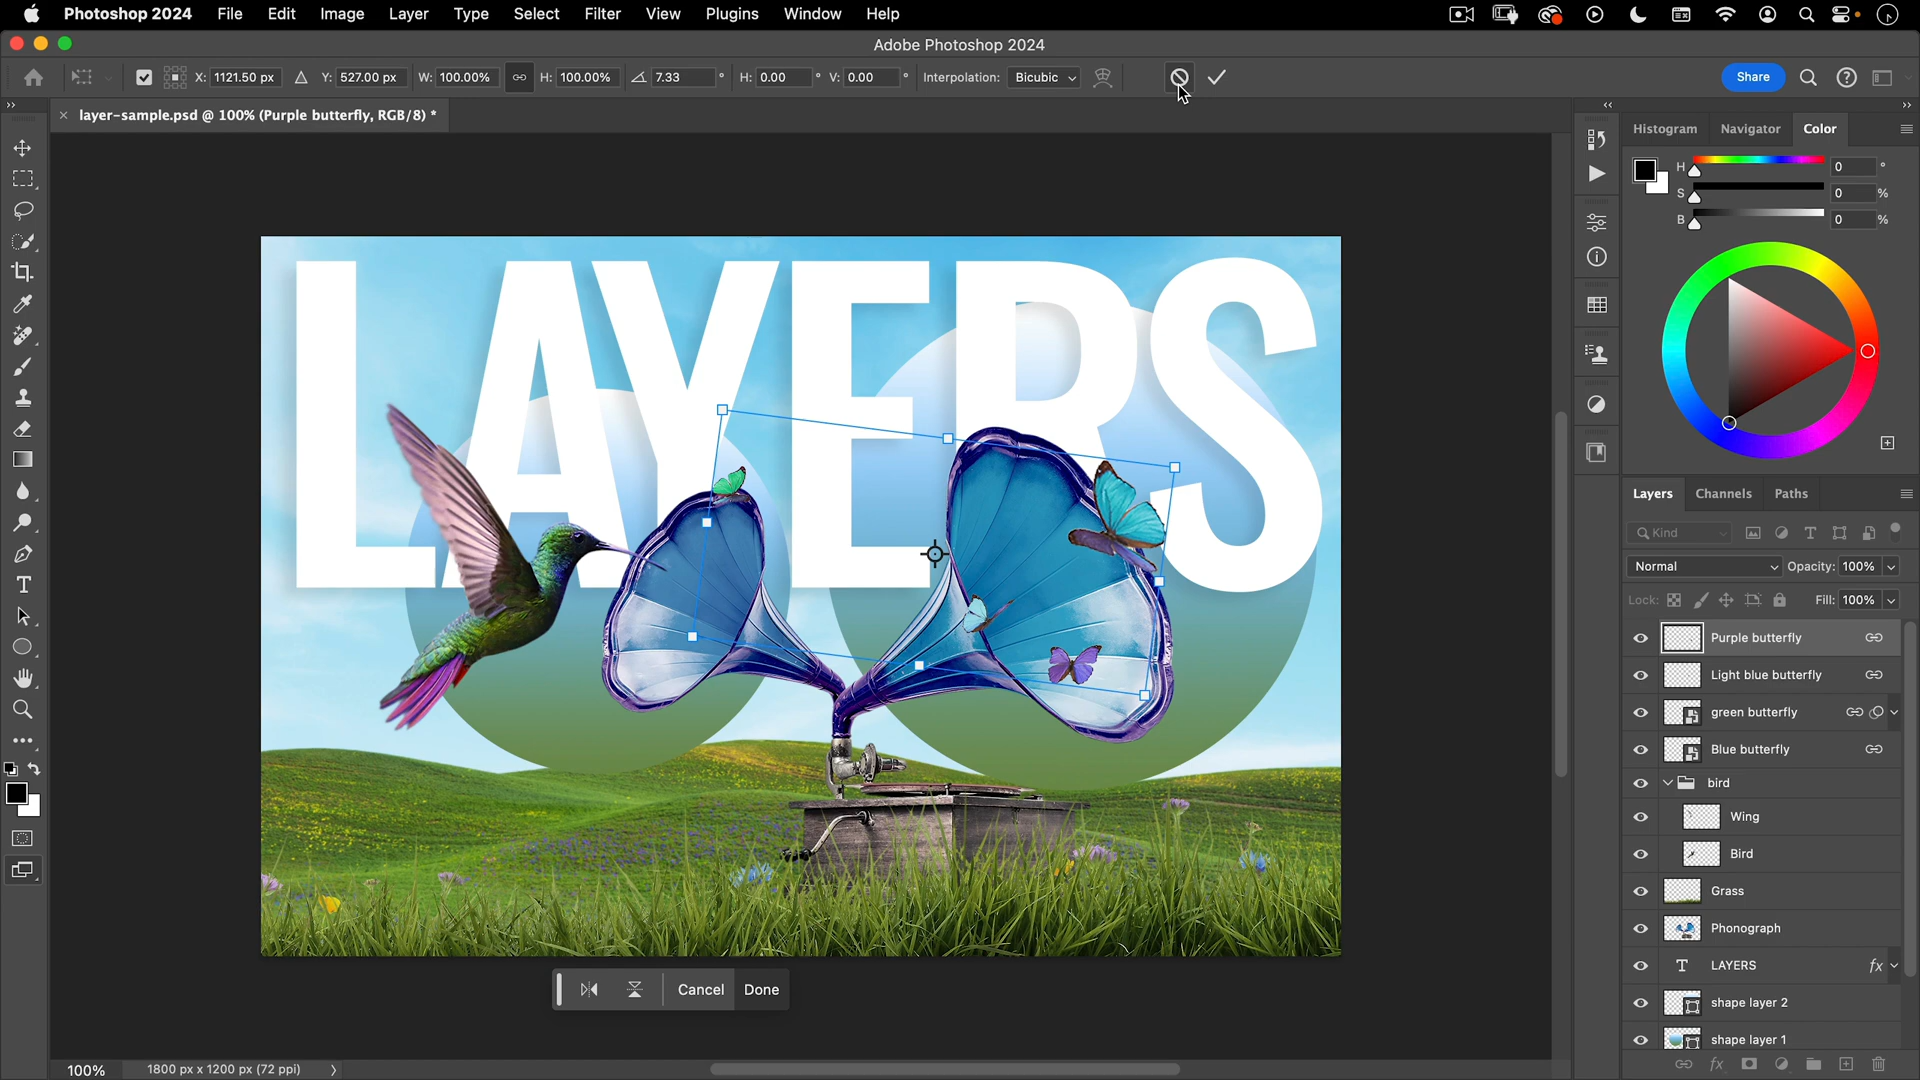 Photoshop 2024 File Edit Image Layer Type Select Filter View Plugins Window Help
Adobe Photoshop 2024
X: 1121.50 px Y: 527.00 px W: 100.00% H: 100.00% 7.33 ° H: 0.00 ° V: 0.00 ° Interpolation: Bicubic Share
layer-sample.psd @ 100% (Purple butterfly, RGB/8) *
Histogram Navigator Color
H 0 °
S 0 %
B 0 %
LAYERS
Layers Channels Paths
Kind
Normal Opacity: 100%
Lock: Fill: 100%
Purple butterfly
Light blue butterfly
green butterfly
Blue butterfly
bird
Wing
Bird
Grass
Phonograph
T LAYERS fx
shape layer 2
shape layer 1
Cancel Done
100% 1800 px x 1200 px (72 ppi)
fx